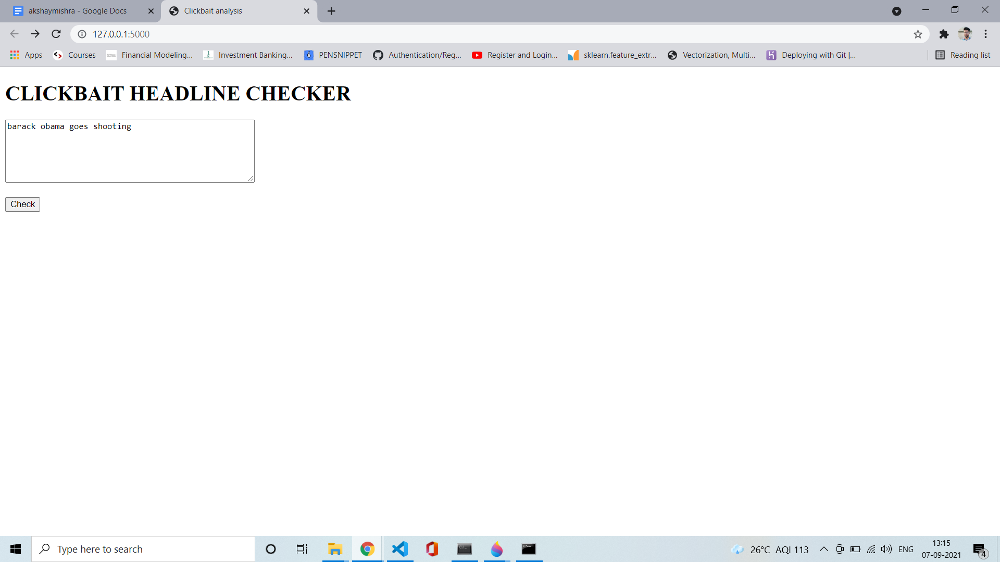 akshaymishra - Google Docs
Clickbait analysis
127.0.0.1:5000
Apps
Courses
Financial Modeling...
Investment Banking...
PENSNIPPET
Authentication/Reg...
Register and Login...
sklearn.feature_extr...
Vectorization, Multi...
Deploying with Git |...
Reading list
CLICKBAIT HEADLINE CHECKER
barack obama goes shooting
Check
Type here to search
26°C AQI 113
ENG
13:15
07-09-2021
4